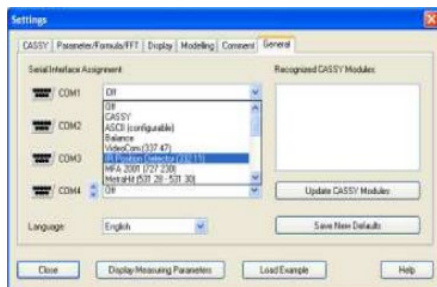 Settings
CASSY Parameter/Formula/FFT Display Modeling Comment General
Serial Interface Assignment Recognized CASSY Modules
COM1 Off
Off
CASSY
ASCII (configurable)
COM2 Balance
VideoCom (337 47)
COM3 IR Position Detector (332 11)
MFA 2001 (727 230)
MetraHit (531 28 - 531 30)
COM4 Off Update CASSY Modules
Language: English Save New Defaults
Close Display Measuring Parameters Load Example Help